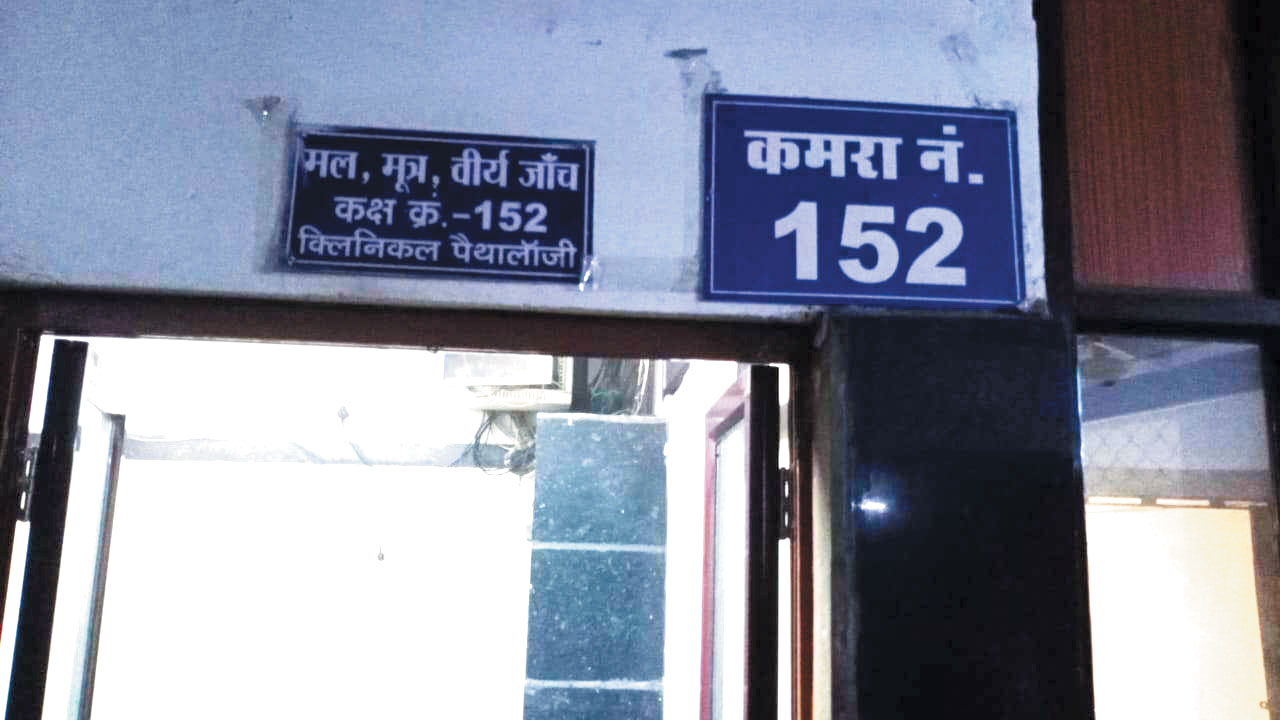 मल, मूत्र, वीर्य जाँच
कक्ष क्रं.-152
क्लिनिकल पैथालॉजी
कमरा नं.
152